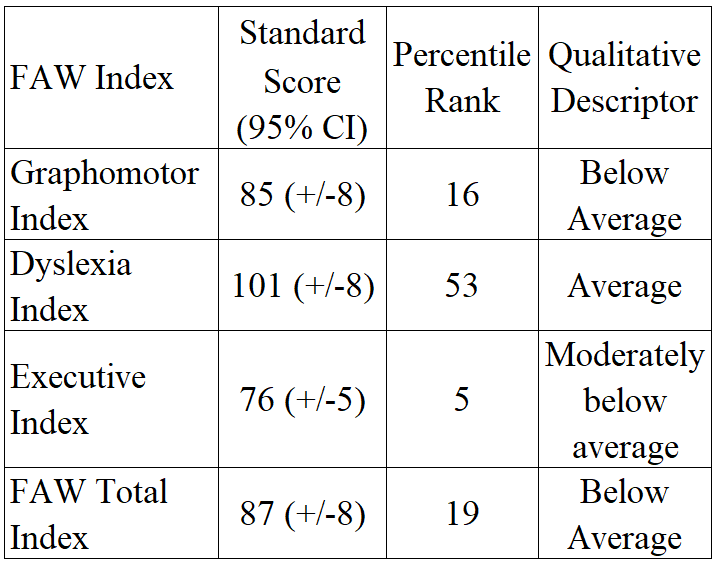 FAW Index
Standard
Score
(95% CI)
Percentile
Rank
Qualitative
Descriptor
Graphomotor
Index
85 (+/-8)
16
Below
Average
Dyslexia
Index
101 (+/-8)
53
Average
Executive
Index
76 (+/-5)
5
Moderately
below
average
FAW Total
Index
87 (+/-8)
19
Below
Average